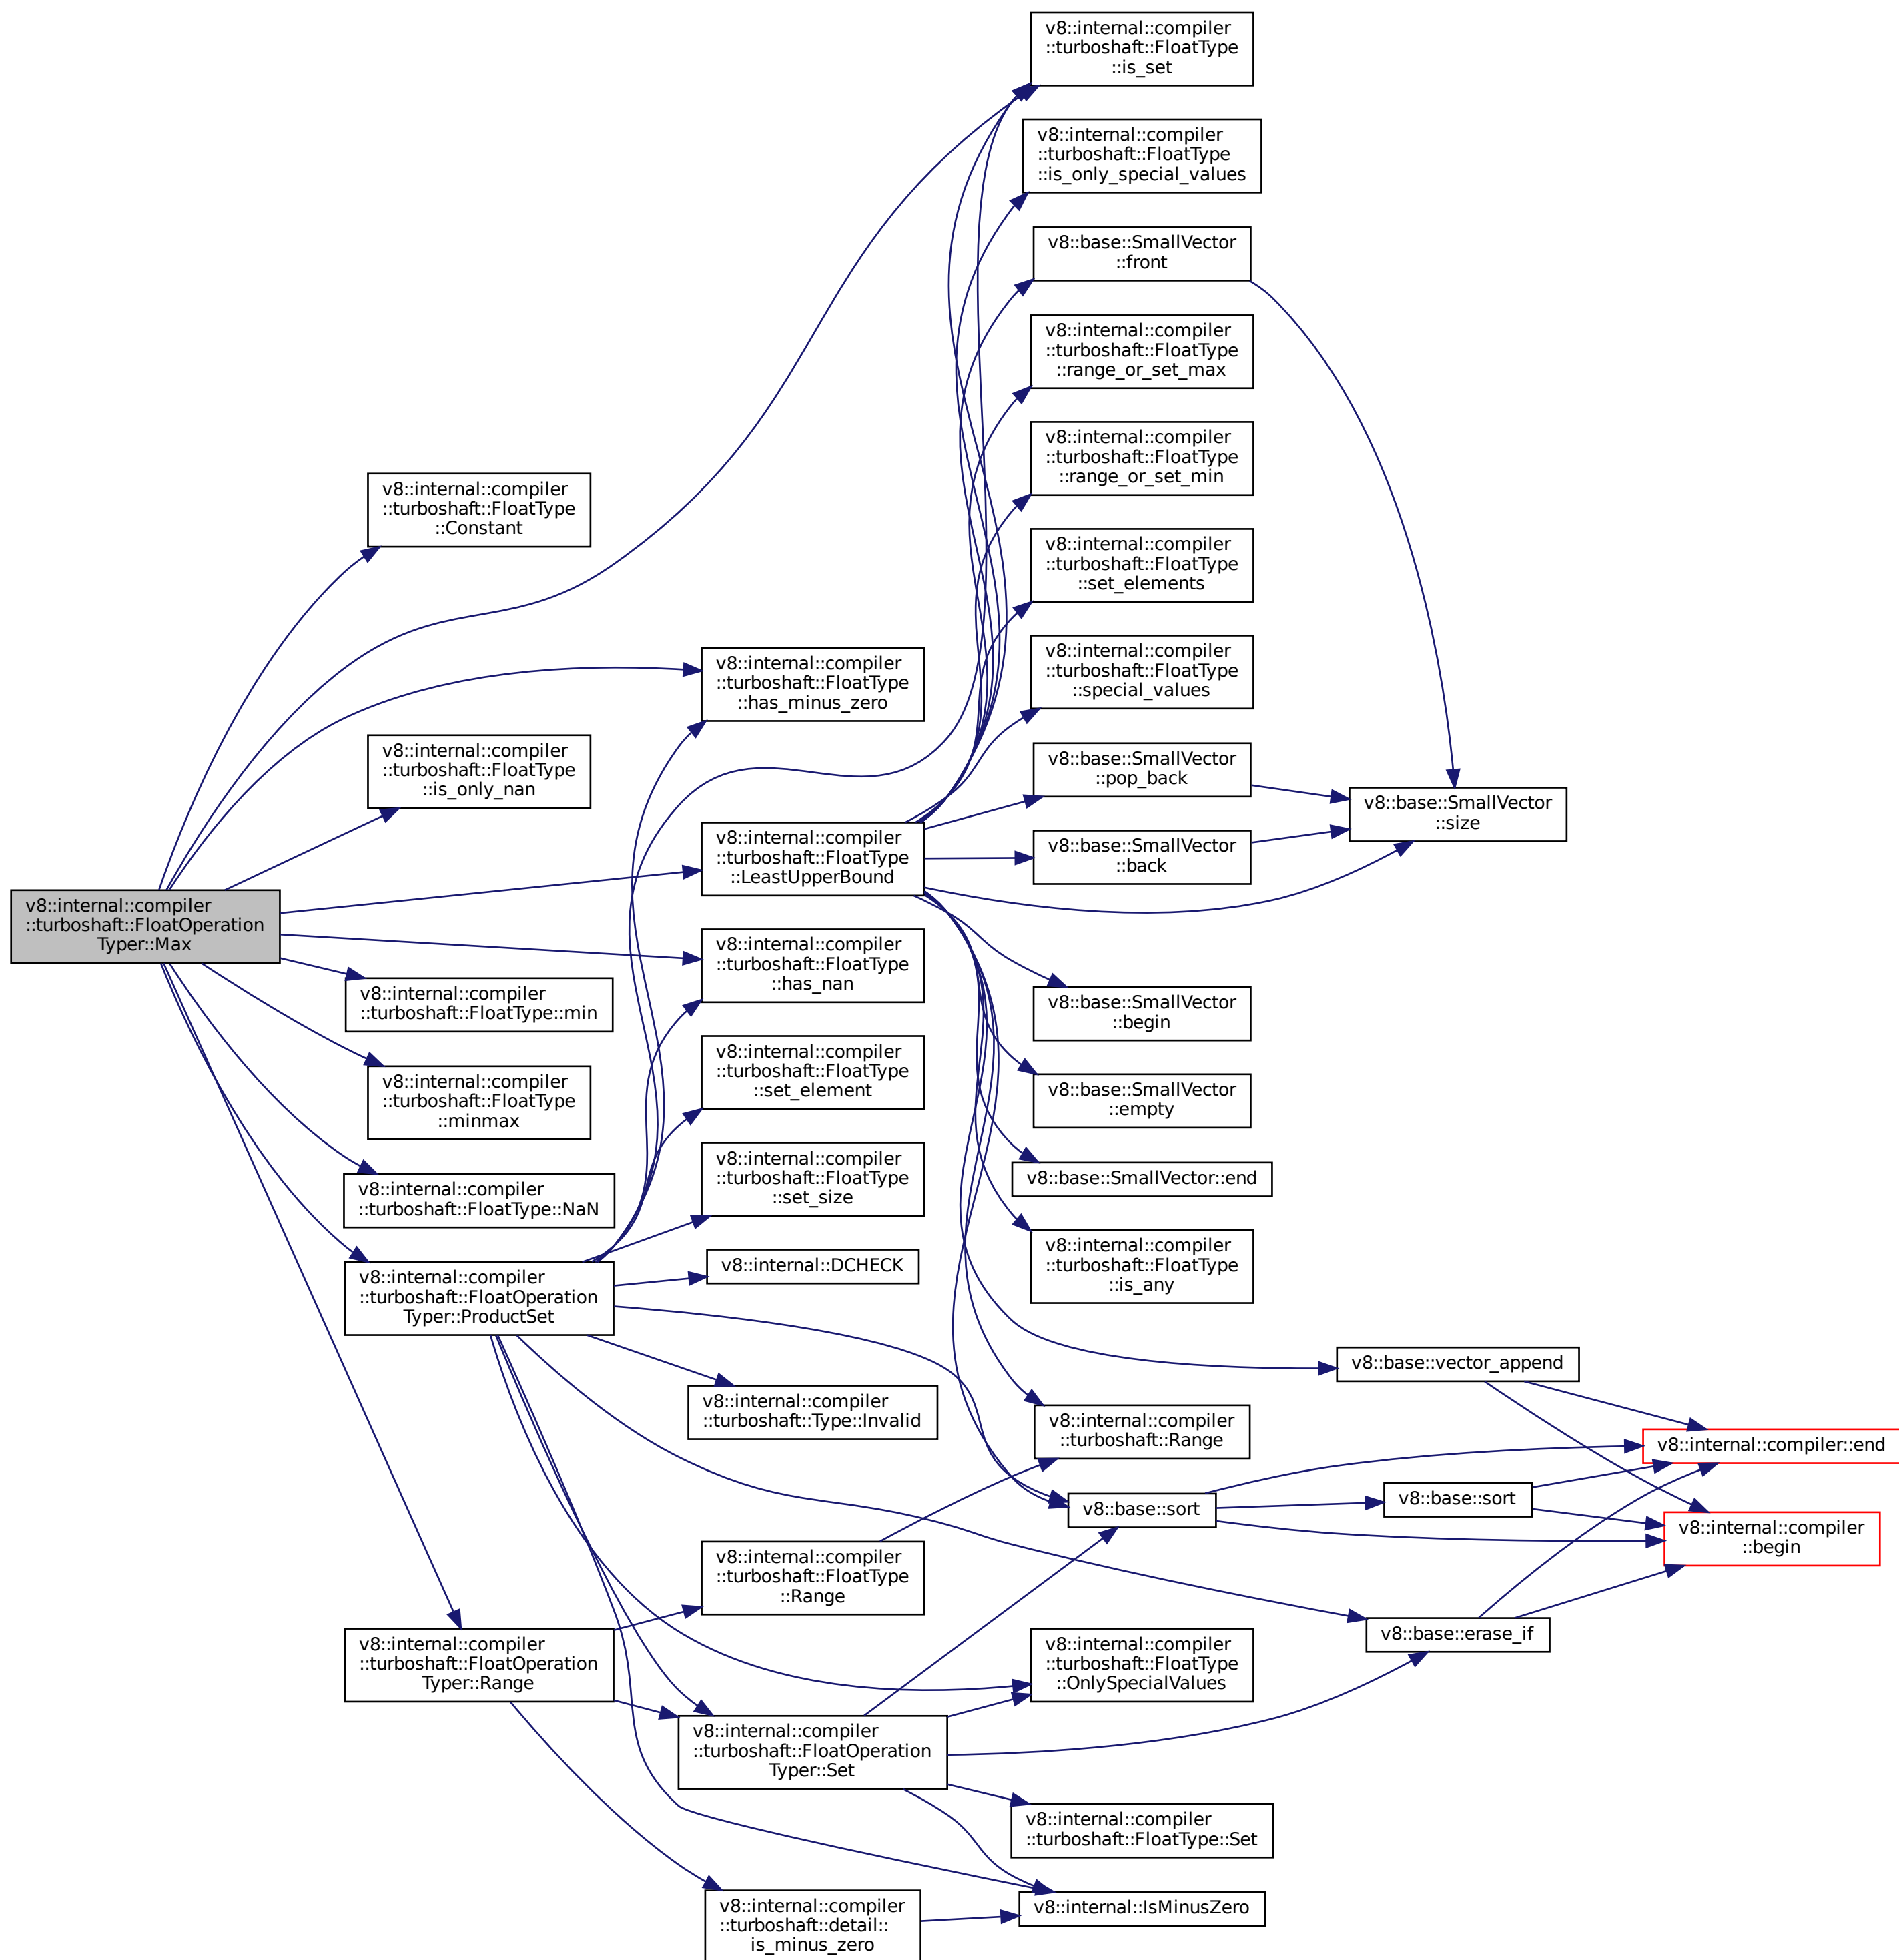 v8::internal::compiler
::turboshaft::FloatOperation
Typer::Max
v8::internal::compiler
::turboshaft::FloatType
::Constant
v8::internal::compiler
::turboshaft::FloatType
::is_only_nan
v8::internal::compiler
::turboshaft::FloatType::min
v8::internal::compiler
::turboshaft::FloatType
::minmax
v8::internal::compiler
::turboshaft::FloatType::NaN
v8::internal::compiler
::turboshaft::FloatOperation
Typer::ProductSet
v8::internal::compiler
::turboshaft::FloatOperation
Typer::Range
v8::internal::compiler
::turboshaft::FloatType
::has_minus_zero
v8::internal::compiler
::turboshaft::FloatType
::LeastUpperBound
v8::internal::compiler
::turboshaft::FloatType
::has_nan
v8::internal::compiler
::turboshaft::FloatType
::set_element
v8::internal::compiler
::turboshaft::FloatType
::set_size
v8::internal::DCHECK
v8::internal::compiler
::turboshaft::Type::Invalid
v8::internal::compiler
::turboshaft::FloatType
::Range
v8::internal::compiler
::turboshaft::FloatOperation
Typer::Set
v8::internal::compiler
::turboshaft::detail::
is_minus_zero
v8::internal::compiler
::turboshaft::FloatType
::is_set
v8::internal::compiler
::turboshaft::FloatType
::is_only_special_values
v8::base::SmallVector
::front
v8::internal::compiler
::turboshaft::FloatType
::range_or_set_max
v8::internal::compiler
::turboshaft::FloatType
::range_or_set_min
v8::internal::compiler
::turboshaft::FloatType
::set_elements
v8::internal::compiler
::turboshaft::FloatType
::special_values
v8::base::SmallVector
::pop_back
v8::base::SmallVector
::back
v8::base::SmallVector
::begin
v8::base::SmallVector
::empty
v8::base::SmallVector::end
v8::internal::compiler
::turboshaft::FloatType
::is_any
v8::internal::compiler
::turboshaft::Range
v8::base::sort
v8::internal::compiler
::turboshaft::FloatType
::OnlySpecialValues
v8::internal::compiler
::turboshaft::FloatType::Set
v8::internal::IsMinusZero
v8::base::SmallVector
::size
v8::base::vector_append
v8::base::sort
v8::base::erase_if
v8::internal::compiler::end
v8::internal::compiler
::begin